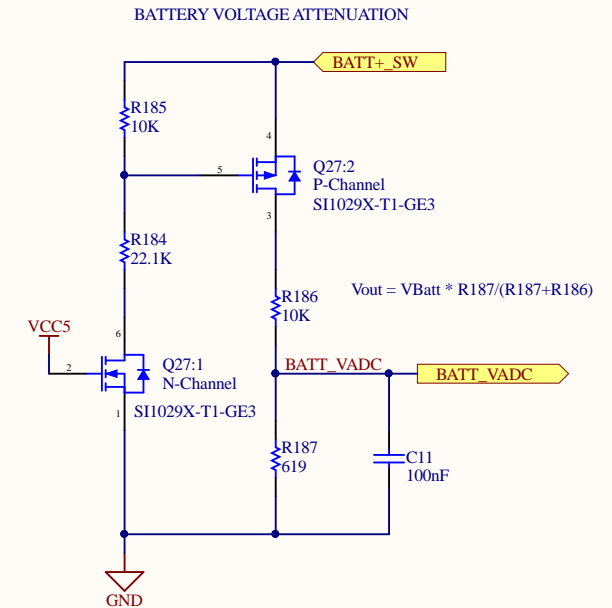 BATTERY VOLTAGE ATTENUATION
BATT+_SW
R185
10K
4
5
Q27:2
P-Channel
SI1029X-T1-GE3
3
R184
22.1K
R186
10K
Vout = VBatt * R187/(R187+R186)
VCC5
6
2
Q27:1
N-Channel
SI1029X-T1-GE3
1
BATT_VADC
BATT_VADC
R187
619
C11
100nF
GND